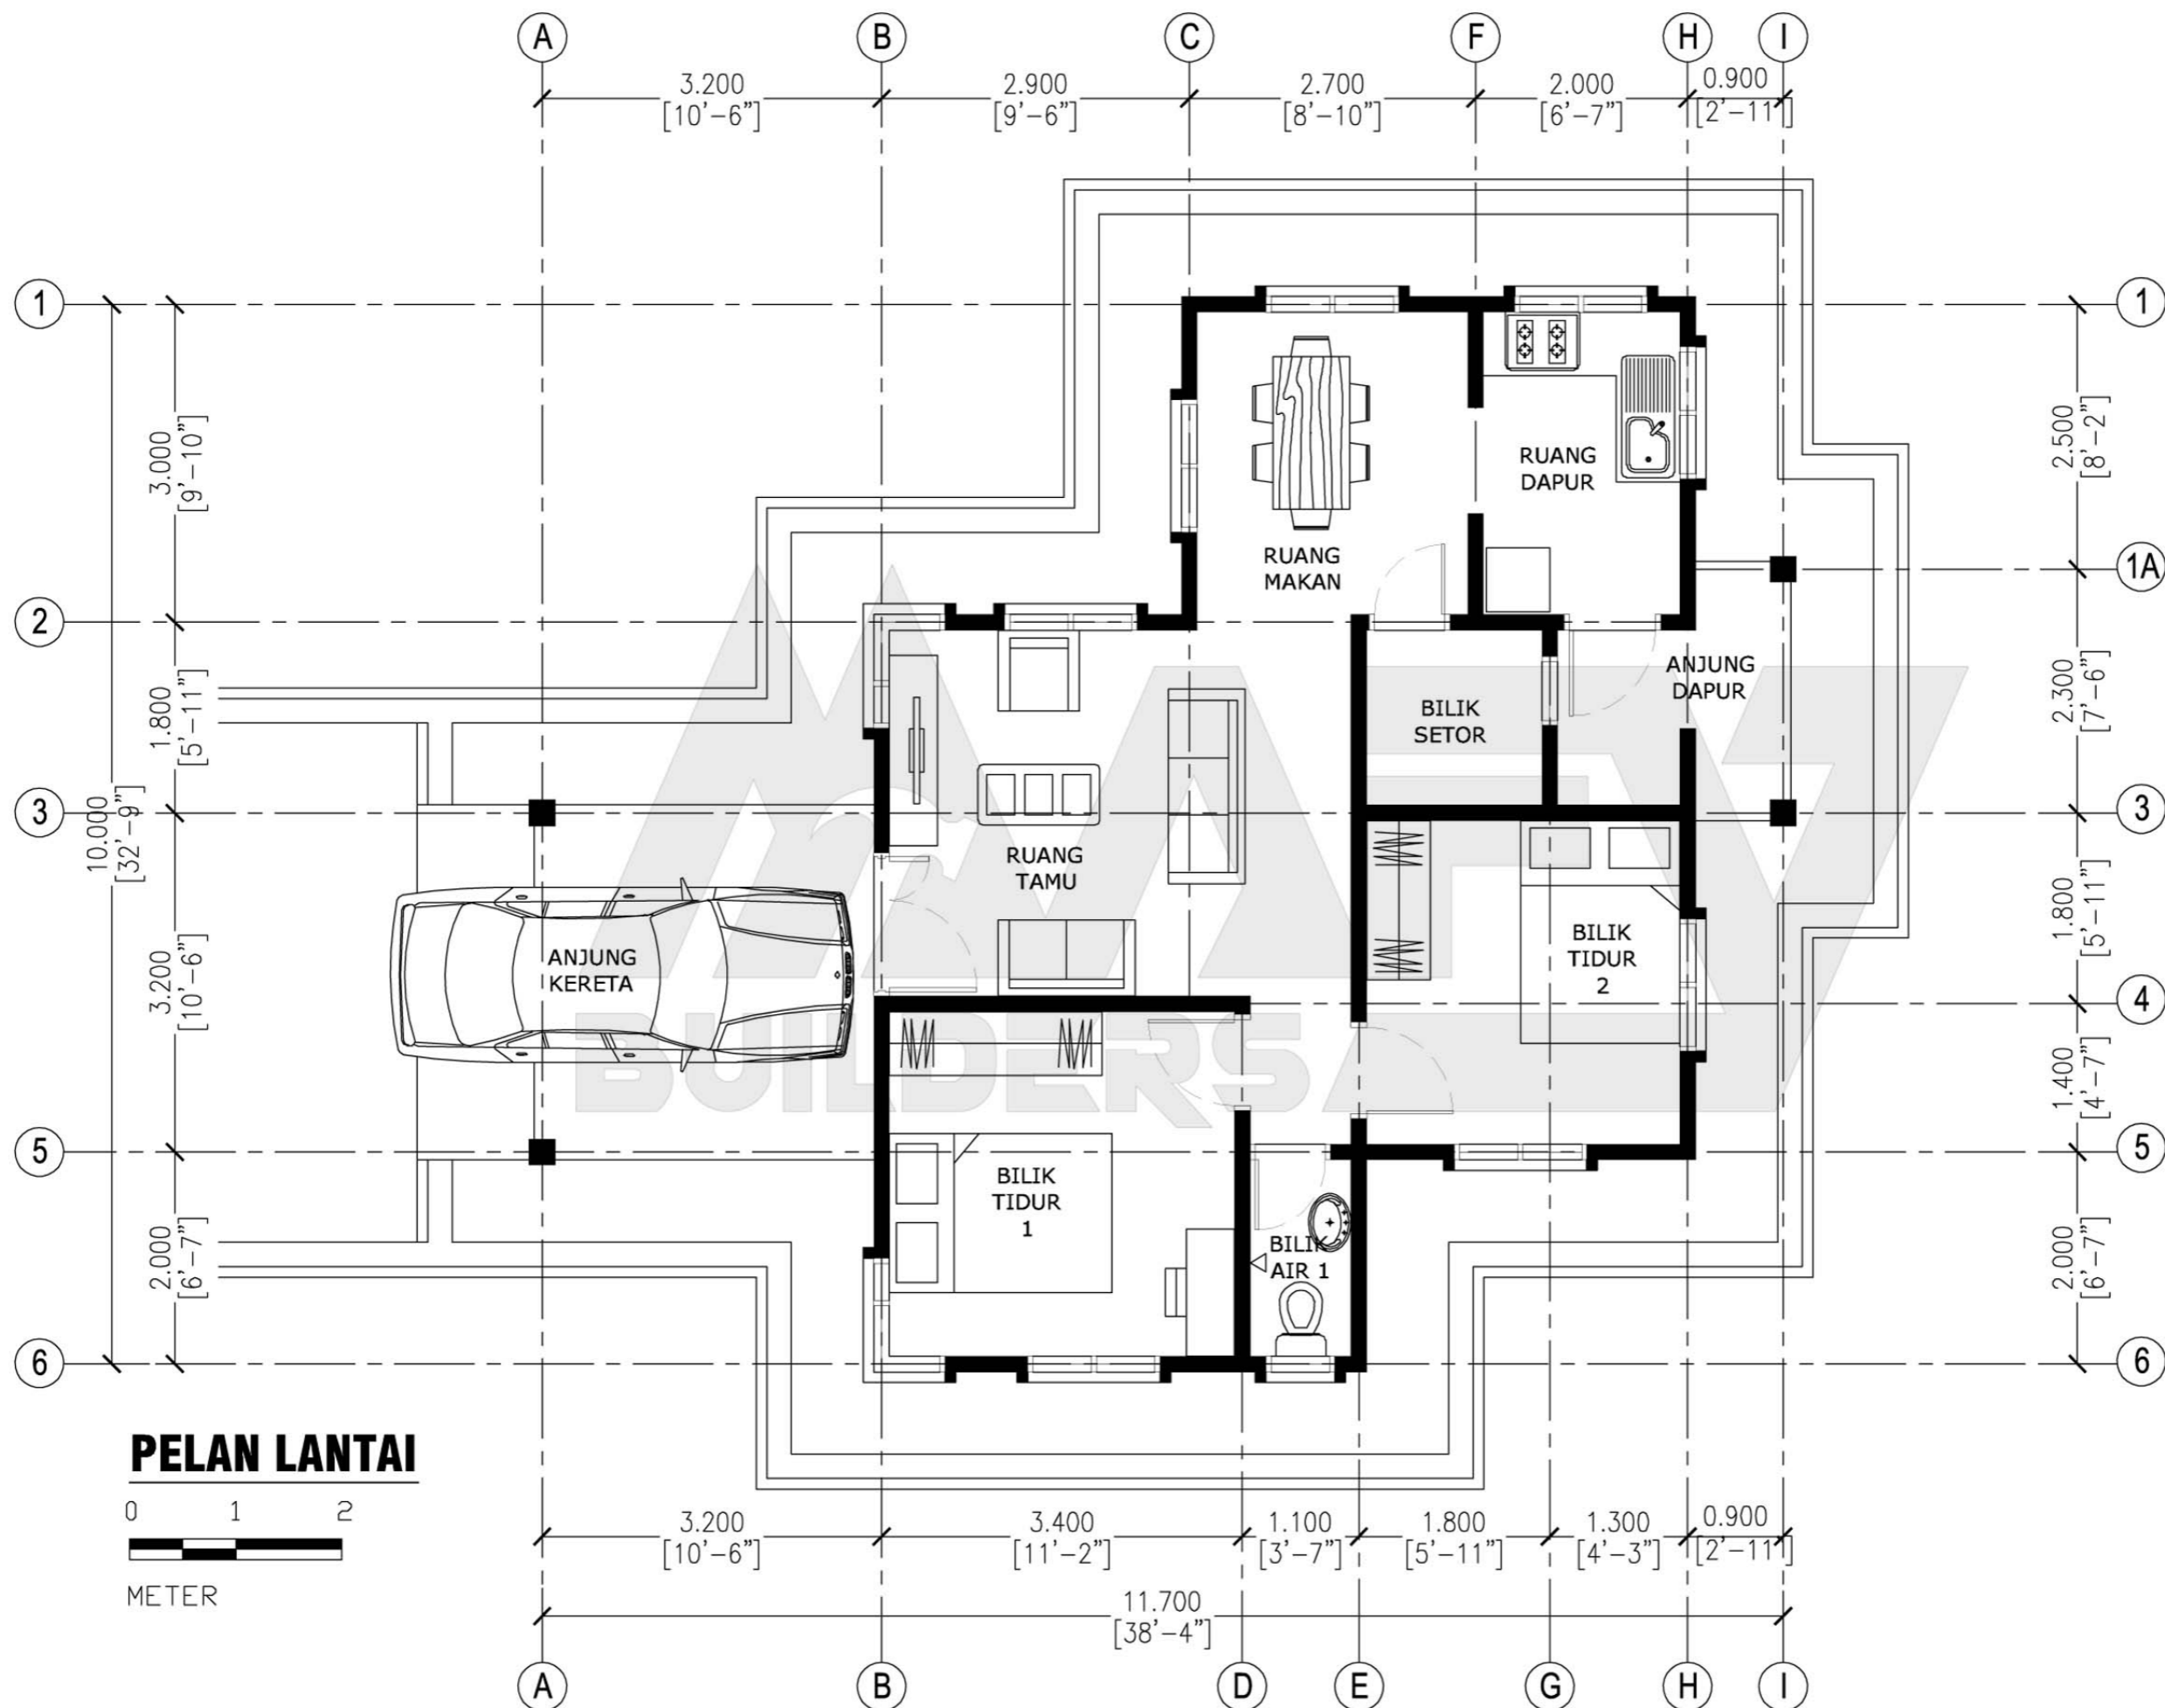 A B C F H I
3.200 2.900 2.700 2.000 0.900
[10'-6"] [9'-6"] [8'-10"] [6'-7"] [2'-11"]
1 1
3.000
[9'-10"]
2.500
[8'-2"]
RUANG
DAPUR
RUANG
MAKAN
1A
2
1.800
[5'-11"]
ANJUNG
DAPUR
2.300
[7'-6"]
BILIK
SETOR
3 3
10.000
[32'-9"]
RUANG
TAMU
3.200
[10'-6"]
ANJUNG
KERETA
BILIK
TIDUR
2
1.800
[5'-11"]
4
MrAFY
BUILDERS
1.400
[4'-7"]
5 5
BILIK
TIDUR
1
BILIK
AIR 1
2.000
[6'-7"]
2.000
[6'-7"]
6 6
PELAN LANTAI
0 1 2
METER
3.200 3.400 1.100 1.800 1.300 0.900
[10'-6"] [11'-2"] [3'-7"] [5'-11"] [4'-3"] [2'-11"]
11.700
[38'-4"]
A B D E G H I